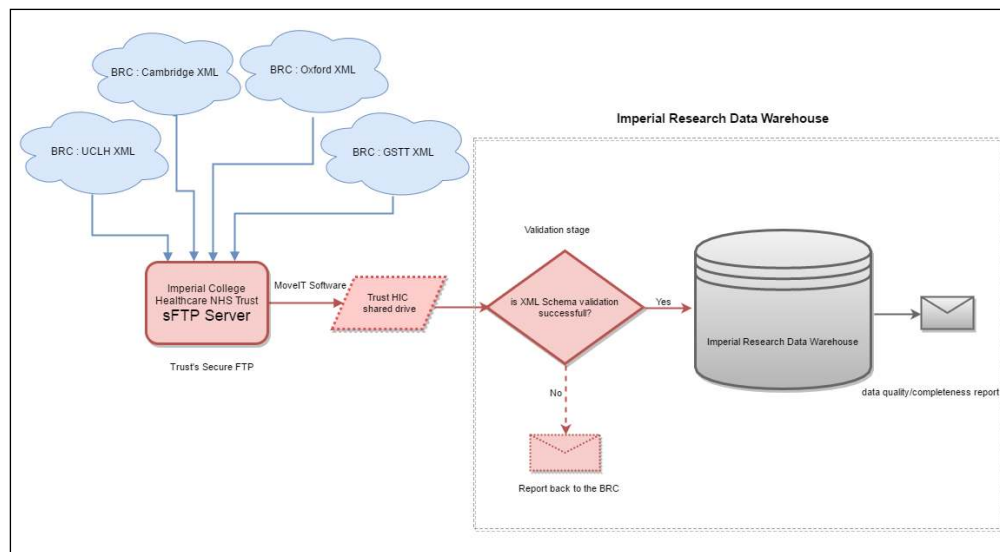 BRC : Cambridge XML
BRC : Oxford XML
BRC : UCLH XML
BRC : GSTT XML
Imperial Research Data Warehouse
Validation stage
Imperial College
Healthcare NHS Trust
sFTP Server
MoveIT Software
Trust HIC
shared drive
is XML Schema validation
successfull?
Yes
Imperial Research Data Warehouse
Trust's Secure FTP
No
data quality/completeness report
Report back to the BRC